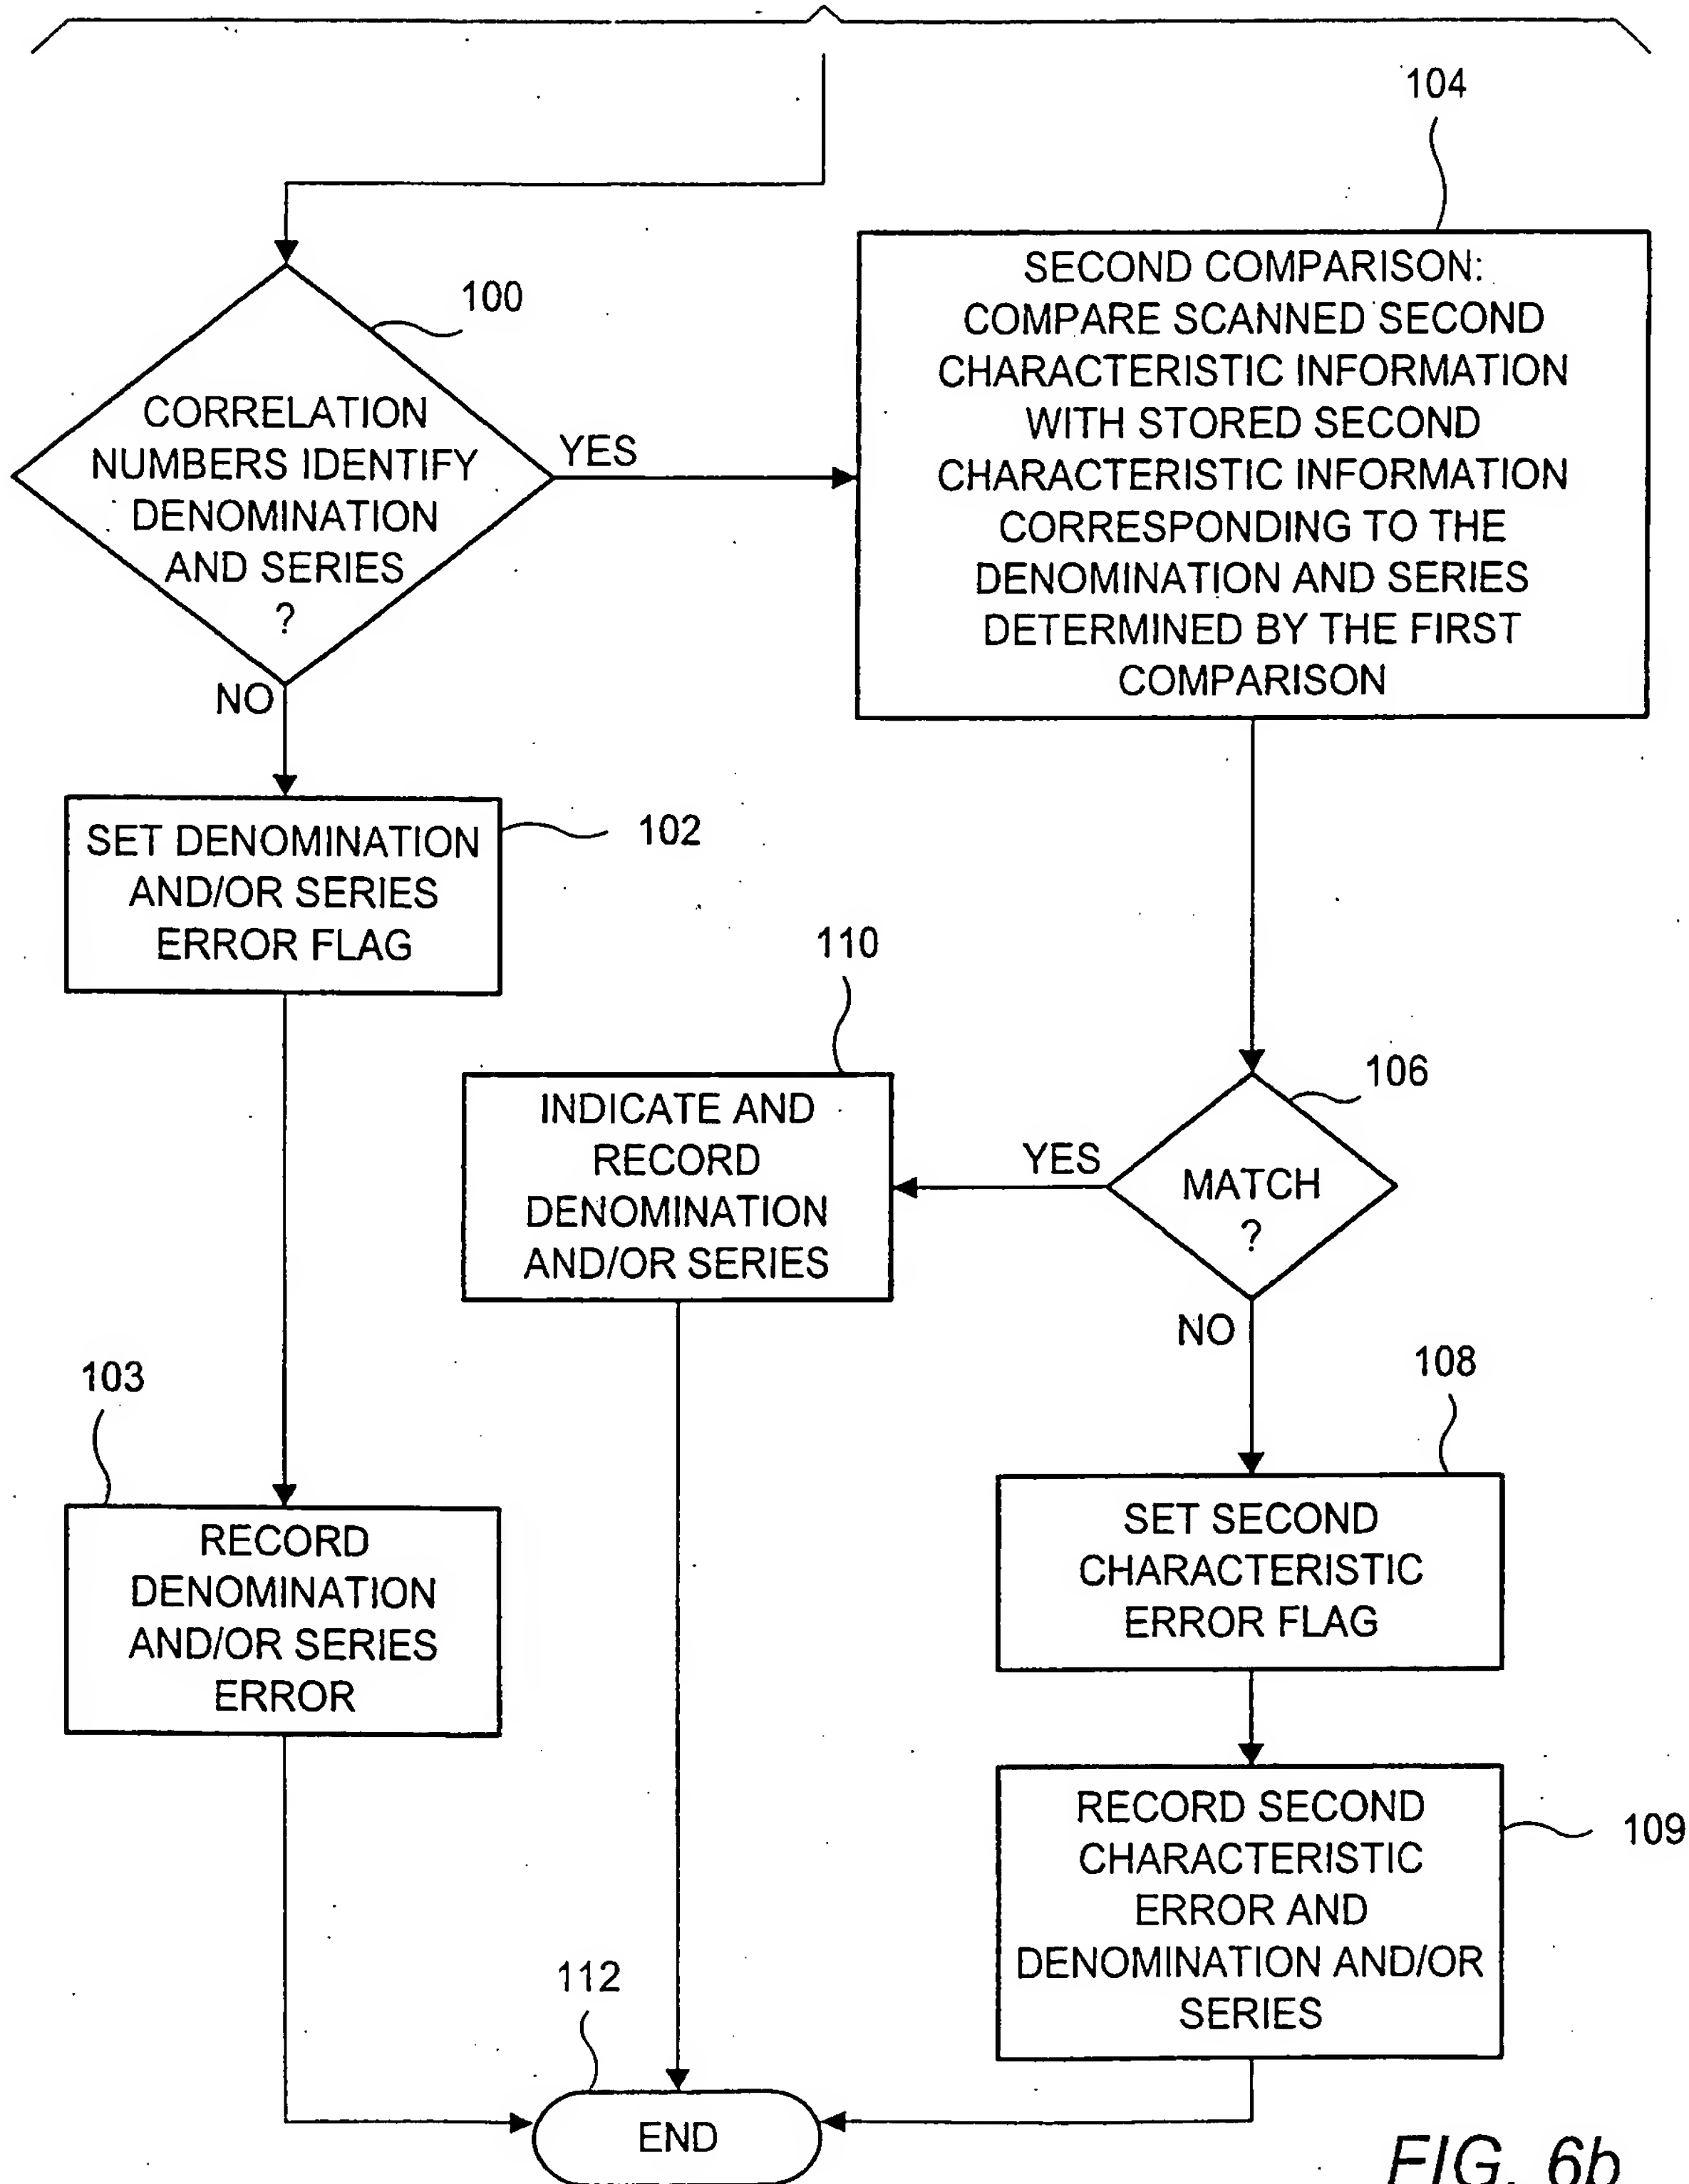 104
SECOND COMPARISON:
COMPARE SCANNED SECOND
CHARACTERISTIC INFORMATION
WITH STORED SECOND
CHARACTERISTIC INFORMATION
CORRESPONDING TO THE
DENOMINATION AND SERIES
DETERMINED BY THE FIRST
COMPARISON
100
CORRELATION
NUMBERS IDENTIFY
DENOMINATION
AND SERIES
?
YES
NO
SET DENOMINATION
AND/OR SERIES
ERROR FLAG
102
110
INDICATE AND
RECORD
DENOMINATION
AND/OR SERIES
106
YES
MATCH
?
NO
103
RECORD
DENOMINATION
AND/OR SERIES
ERROR
108
SET SECOND
CHARACTERISTIC
ERROR FLAG
RECORD SECOND
CHARACTERISTIC
ERROR AND
DENOMINATION AND/OR
SERIES
109
112
END
FIG. 6b